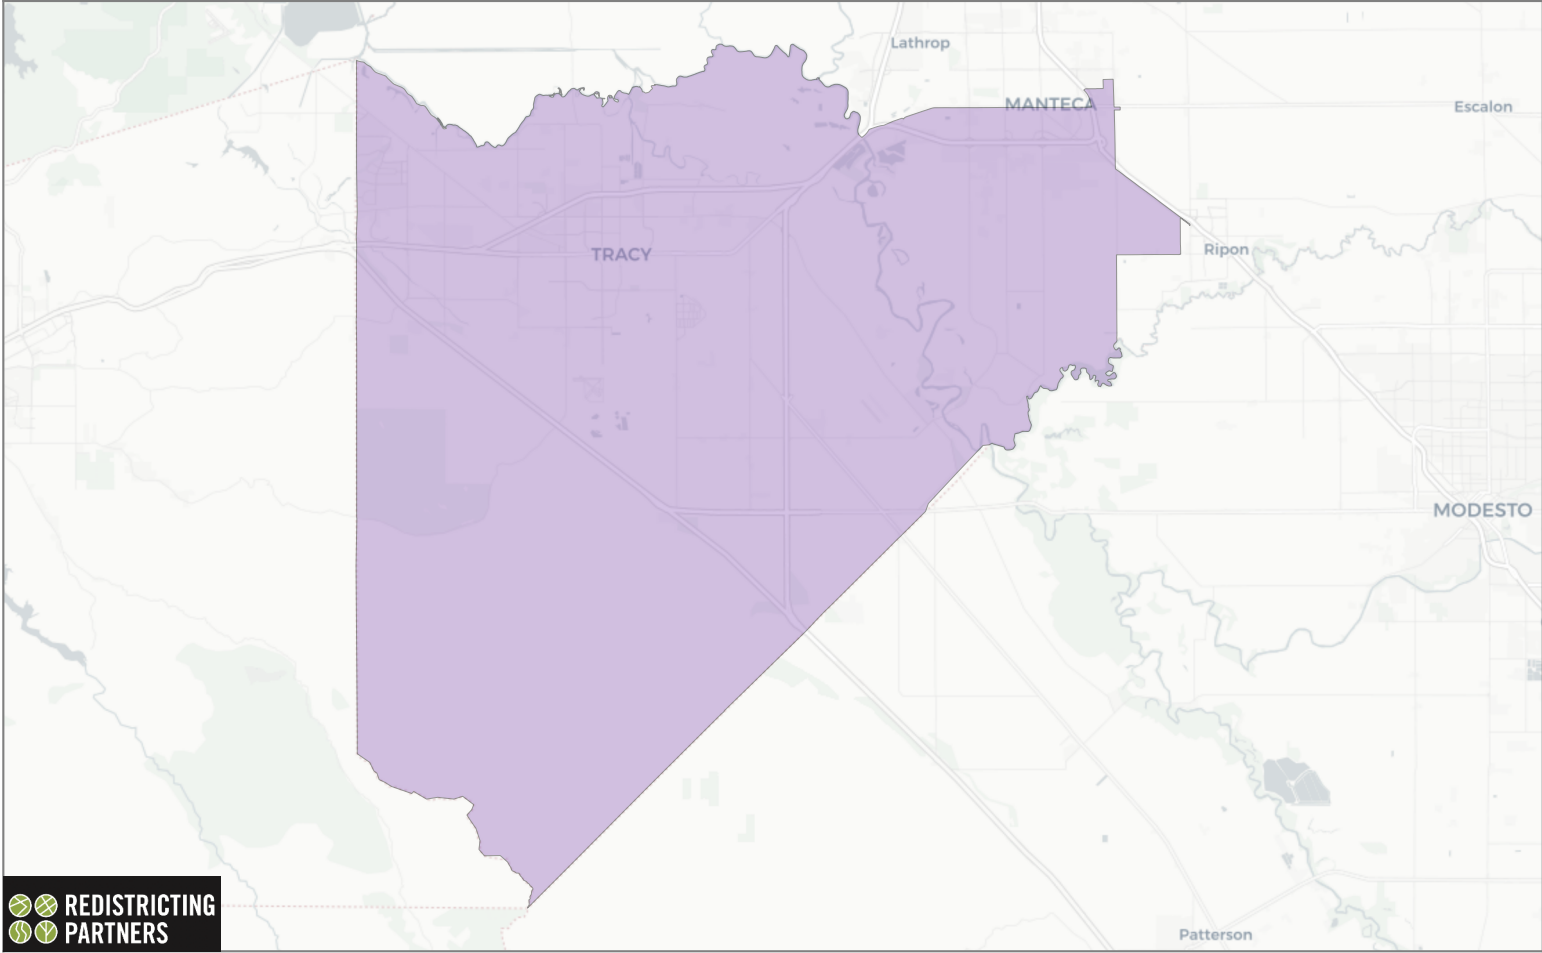 Lathrop
MANTECA
Escalon
TRACY
Ripon
MODESTO
Patterson
REDISTRICTING
PARTNERS